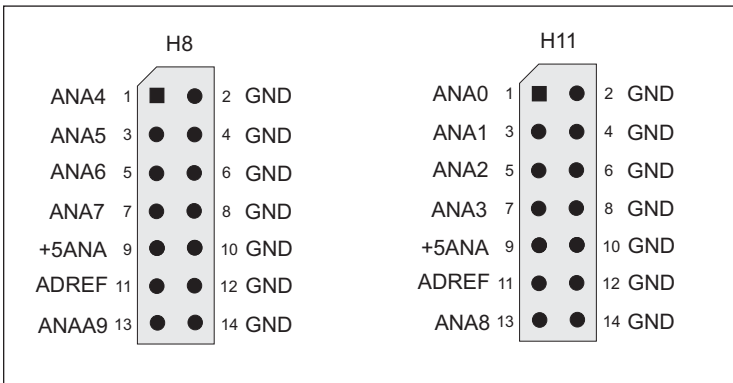 H8
ANA4 1 2 GND
ANA5 3 4 GND
ANA6 5 6 GND
ANA7 7 8 GND
+5ANA 9 10 GND
ADREF 11 12 GND
ANAA9 13 14 GND
H11
ANA0 1 2 GND
ANA1 3 4 GND
ANA2 5 6 GND
ANA3 7 8 GND
+5ANA 9 10 GND
ADREF 11 12 GND
ANA8 13 14 GND